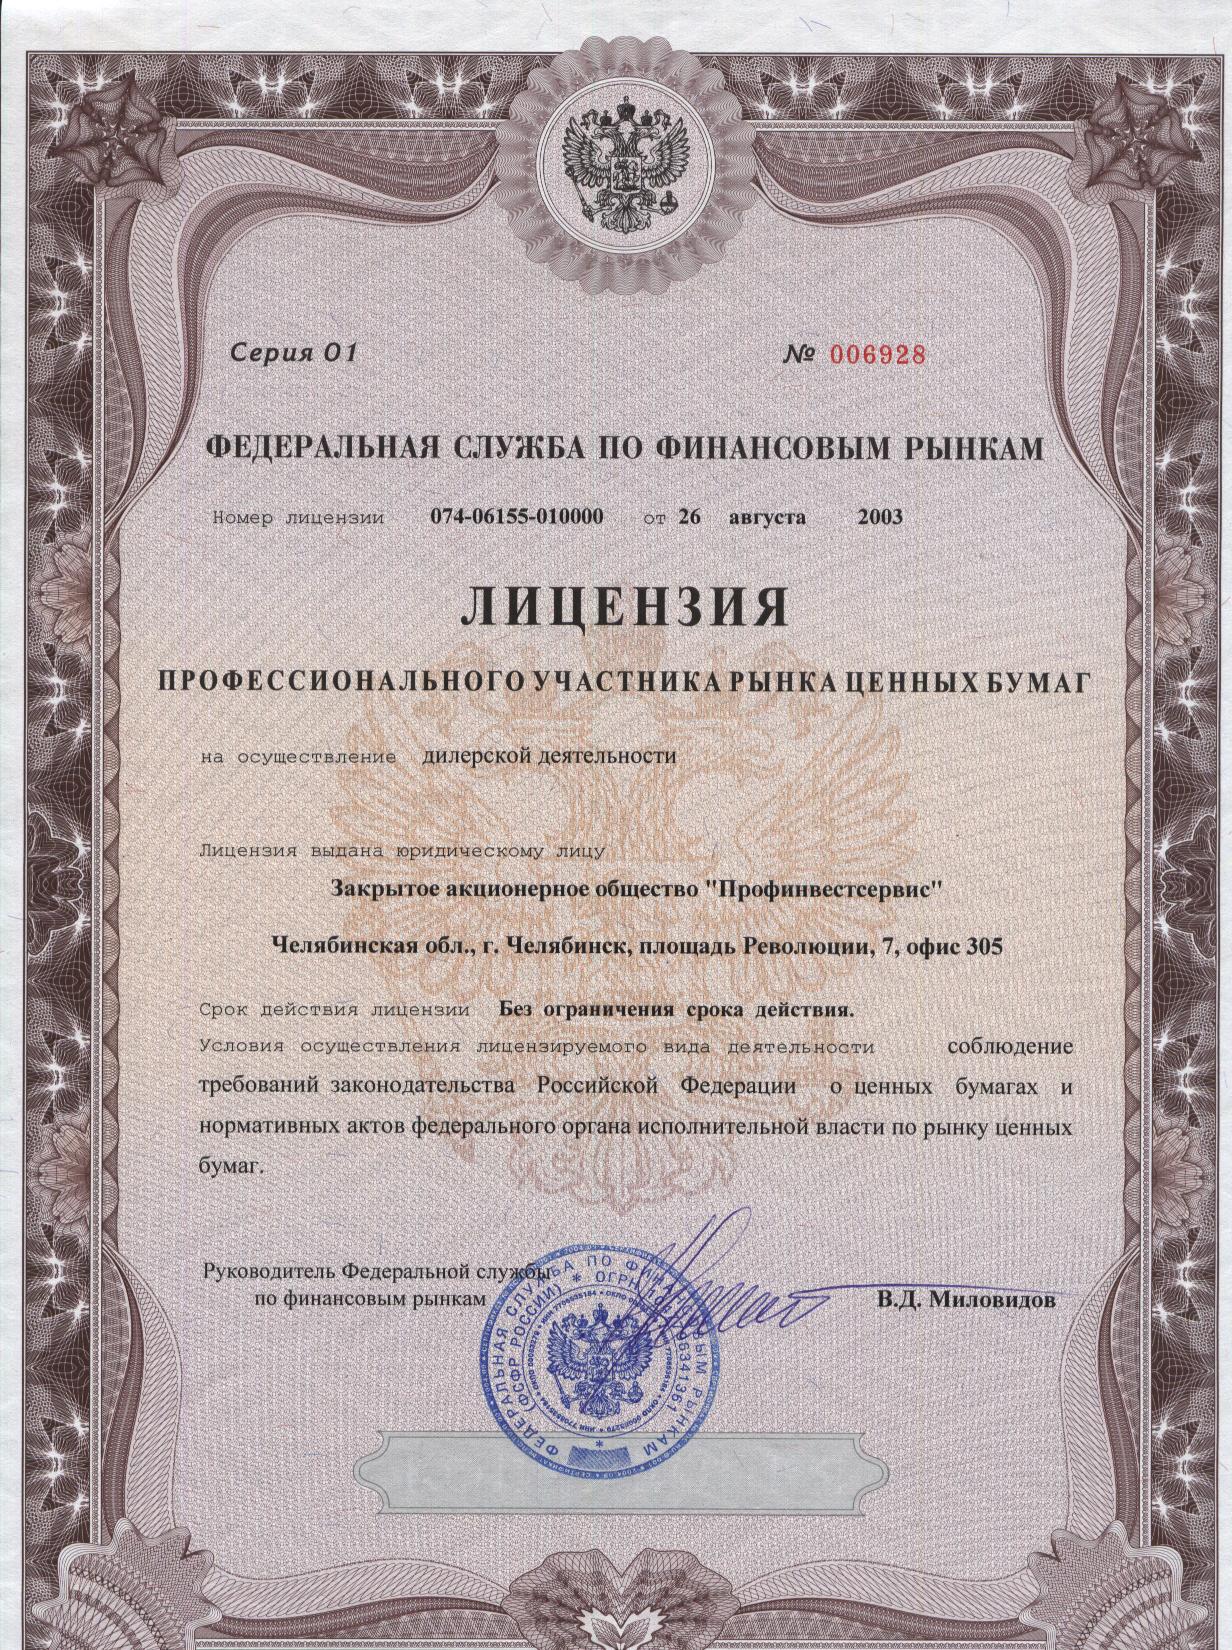 Серия 01 № 006928
ФЕДЕРАЛЬНАЯ СЛУЖБА ПО ФИНАНСОВЫМ РЫНКАМ
Номер лицензии 074-06155-010000 от 26 августа 2003
ЛИЦЕНЗИЯ
ПРОФЕССИОНАЛЬНОГО УЧАСТНИКА РЫНКА ЦЕННЫХ БУМАГ
на осуществление дилерской деятельности
Лицензия выдана юридическому лицу
Закрытое акционерное общество "Профинвестсервис"
Челябинская обл., г. Челябинск, площадь Революции, 7, офис 305
Срок действия лицензии Без ограничения срока действия.
Условия осуществления лицензируемого вида деятельности соблюдение
требований законодательства Российской Федерации о ценных бумагах и
нормативных актов федерального органа исполнительной власти по рынку ценных
бумаг.
Руководитель Федеральной службы
по финансовым рынкам
В.Д. Миловидов
ФЕДЕРАЛЬНАЯ СЛУЖБА ПО ФИНАНСОВЫМ РЫНКАМ
(ФСФР РОССИИ) * ОГРН